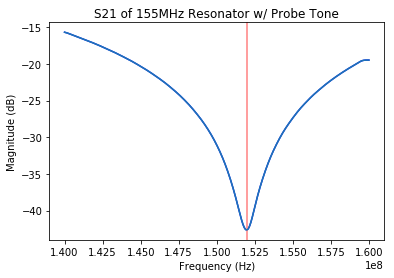 S21 of 155MHz Resonator w/ Probe Tone
Magnitude (dB)
−15
−20
−25
−30
−35
−40
1.400 1.425 1.450 1.475 1.500 1.525 1.550 1.575 1.600
1e8
Frequency (Hz)